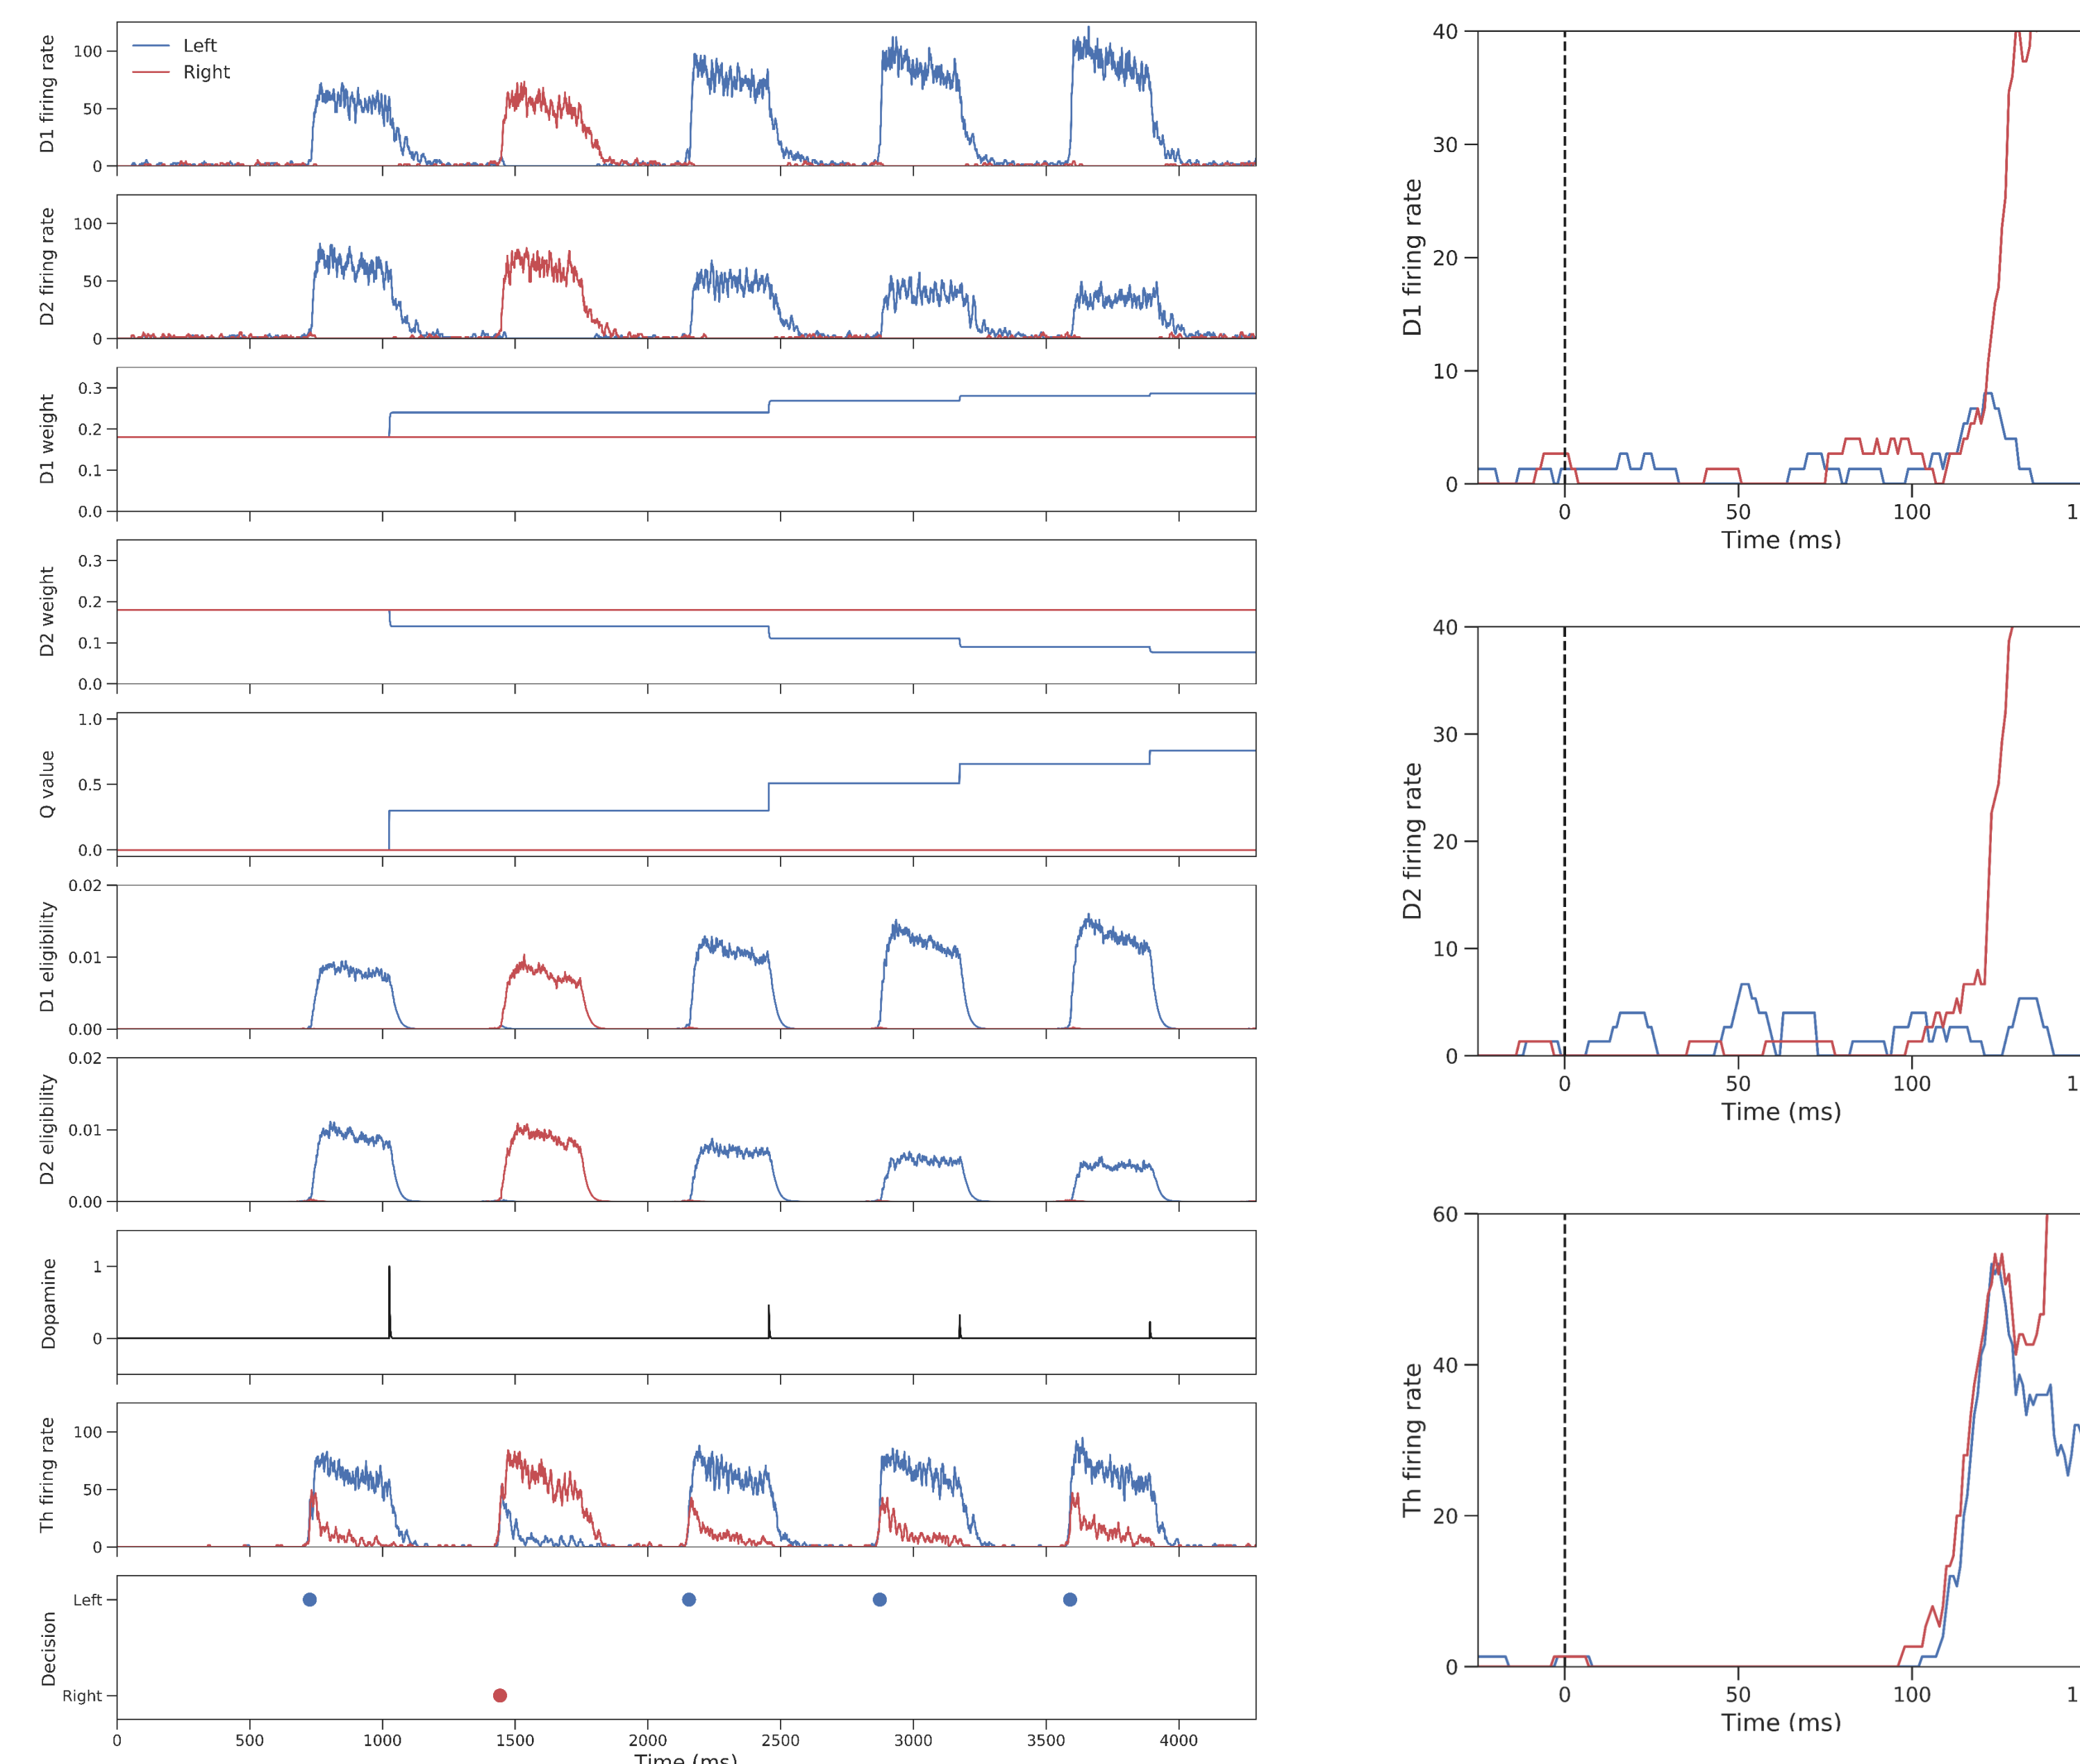 D1 firing rate
100
50
0
Left
Right
D2 firing rate
100
50
0
D1 weight
0.3
0.2
0.1
0.0
D2 weight
0.3
0.2
0.1
0.0
Q value
1.0
0.5
0.0
D1 eligibility
0.02
0.01
0.00
D2 eligibility
0.02
0.01
0.00
Dopamine
1
0
Th firing rate
100
50
0
Decision
Left
Right
0 500 1000 1500 2000 2500 3000 3500 4000
Time (ms)
D1 firing rate
40
30
20
10
0
0 50 100 1
Time (ms)
D2 firing rate
40
30
20
10
0
0 50 100 1
Time (ms)
Th firing rate
60
40
20
0
0 50 100 1
Time (ms)